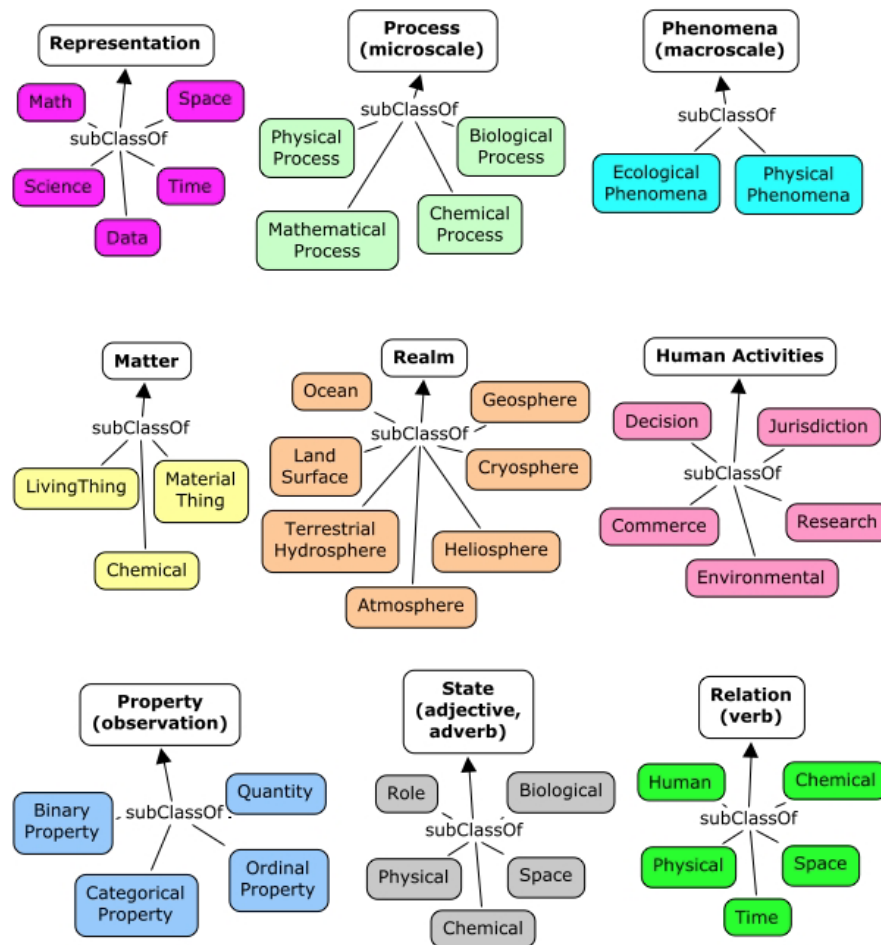 Representation
Math
Space
subClassOf
Science
Time
Data
Process
(microscale)
subClassOf
Physical
Process
Biological
Process
Mathematical
Process
Chemical
Process
Phenomena
(macroscale)
subClassOf
Ecological
Phenomena
Physical
Phenomena
Matter
subClassOf
LivingThing
Material
Thing
Chemical
Realm
Ocean
Geosphere
subClassOf
Land
Surface
Cryosphere
Terrestrial
Hydrosphere
Heliosphere
Atmosphere
Human Activities
Decision
Jurisdiction
subClassOf
Commerce
Research
Environmental
Property
(observation)
Quantity
Binary
Property
subClassOf
Categorical
Property
Ordinal
Property
State
(adjective,
adverb)
Role
Biological
subClassOf
Physical
Space
Chemical
Relation
(verb)
Human
Chemical
subClassOf
Physical
Space
Time